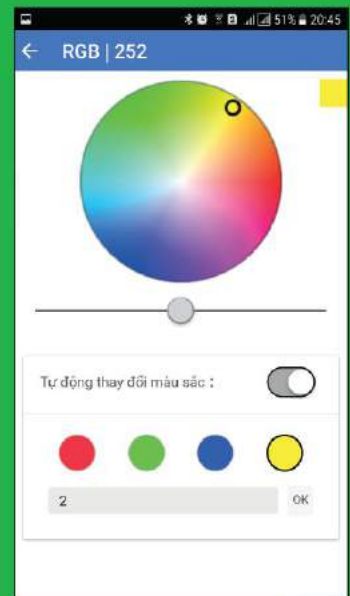 51% 20:45
RGB | 252
Tự động thay đổi màu sắc :
2
OK